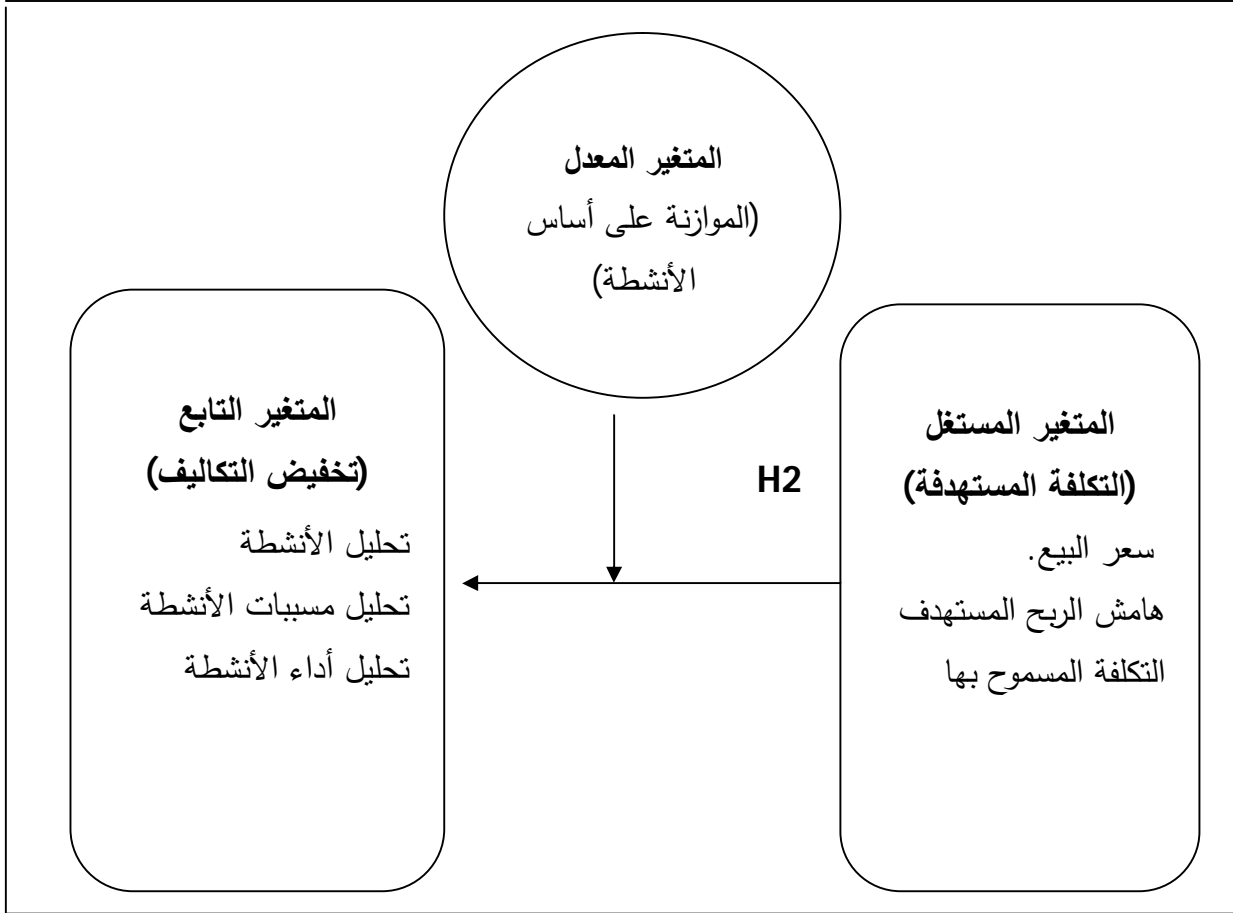 المتغير المعدل
(الموازنة على أساس
الأنشطة)
المتغير المستغل
(التكلفة المستهدفة)
سعر البيع.
هامش الربح المستهدف
التكلفة المسموح بها
H2
المتغير التابع
(تخفيض التكاليف)
تحليل الأنشطة
تحليل مسببات الأنشطة
تحليل أداء الأنشطة